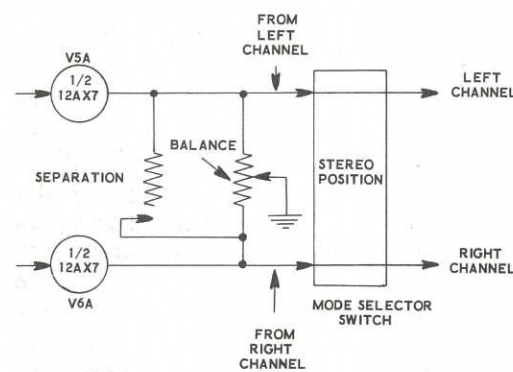 V5A
1/2
12AX7
FROM
LEFT
CHANNEL
LEFT
CHANNEL
BALANCE
SEPARATION
STEREO
POSITION
1/2
12AX7
V6A
RIGHT
CHANNEL
MODE SELECTOR
SWITCH
FROM
RIGHT
CHANNEL